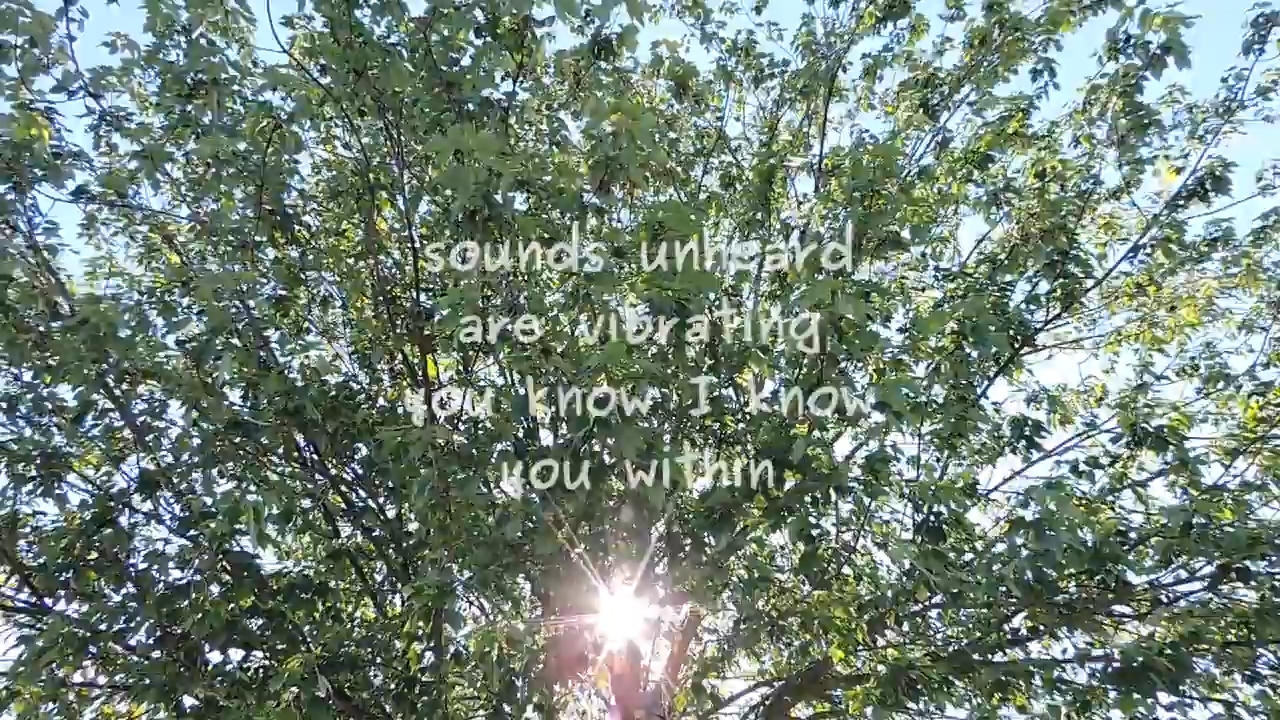 sounds unheard
are vibrating
you know I know
you within